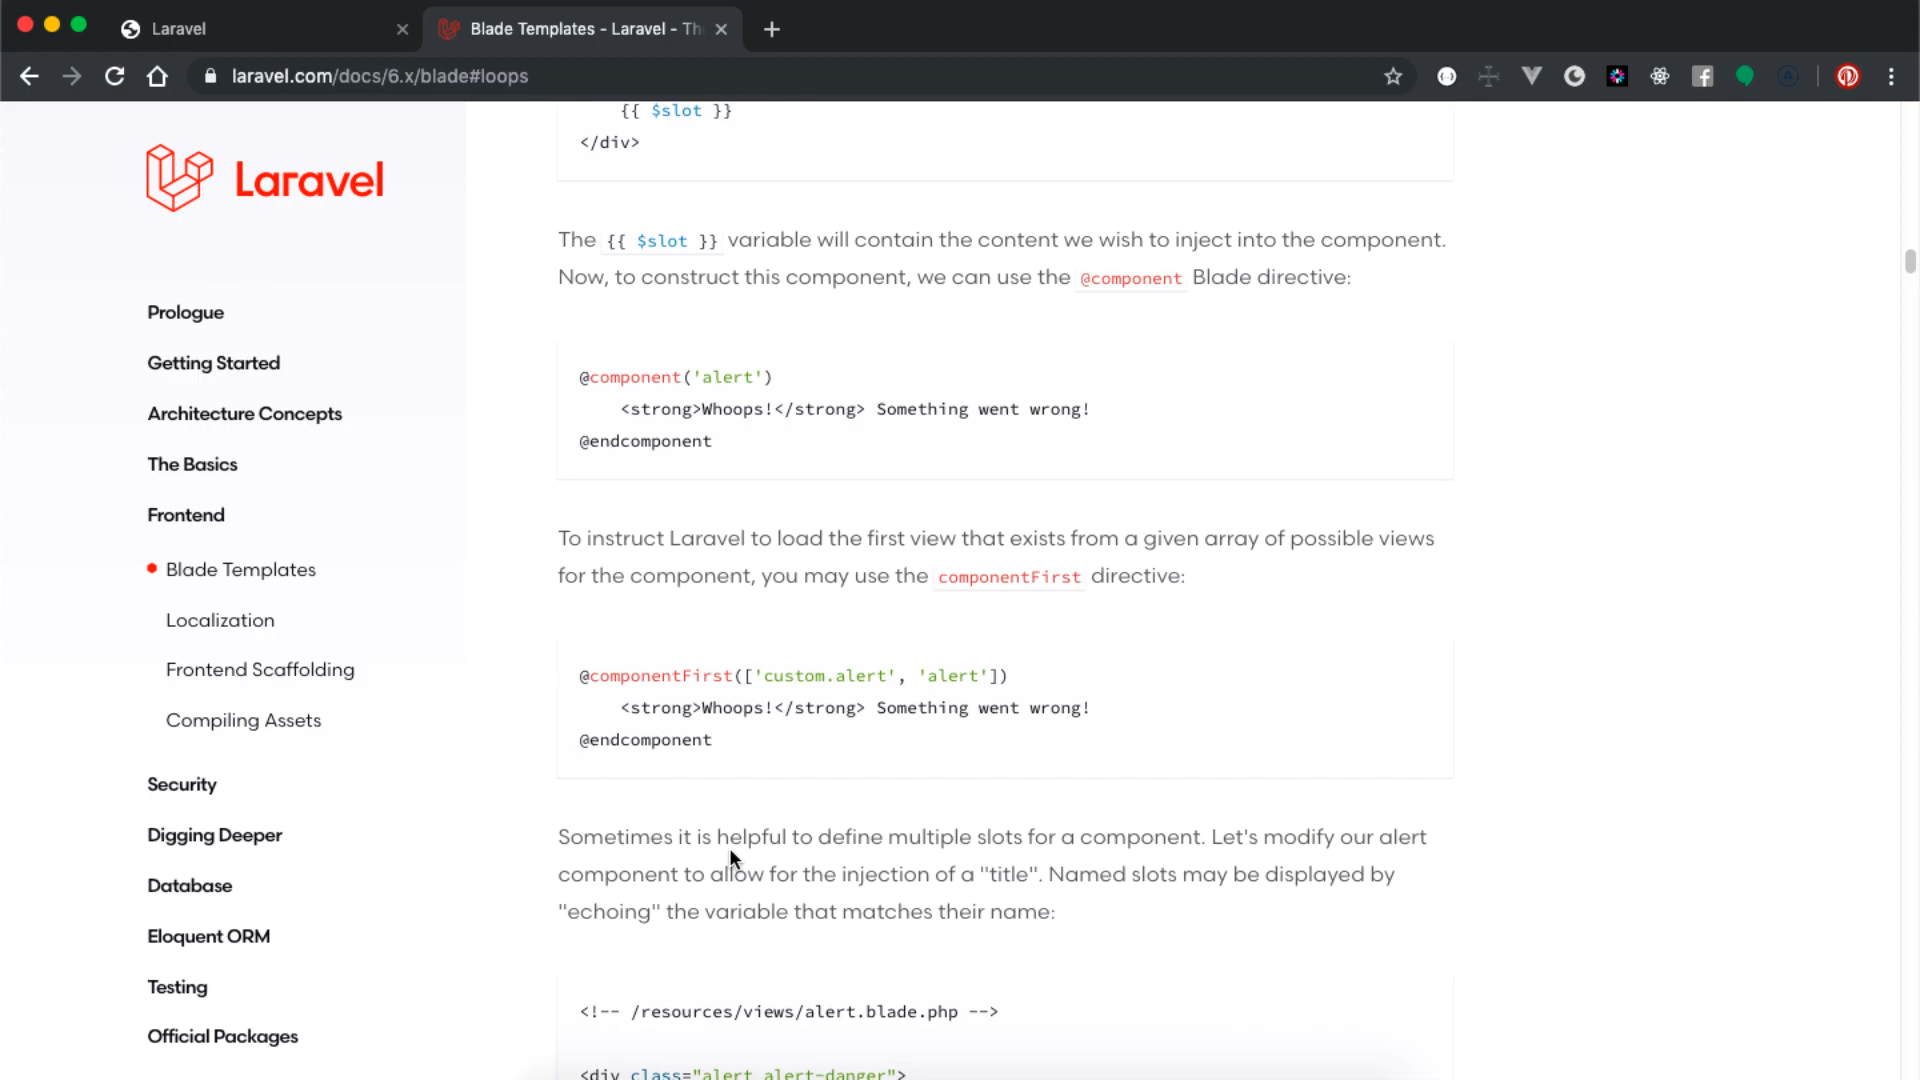 Laravel
Blade Templates - Laravel - Th
laravel.com/docs/6.x/blade#loops
Laravel
Prologue
Getting Started
Architecture Concepts
The Basics
Frontend
Blade Templates
Localization
Frontend Scaffolding
Compiling Assets
Security
Digging Deeper
Database
Eloquent ORM
Testing
Official Packages
{{ $slot }}
</div>
The {{ $slot }} variable will contain the content we wish to inject into the component.
Now, to construct this component, we can use the @component Blade directive:
@component('alert')
<strong>Whoops!</strong> Something went wrong!
@endcomponent
To instruct Laravel to load the first view that exists from a given array of possible views
for the component, you may use the componentFirst directive:
@componentFirst(['custom.alert', 'alert'])
<strong>Whoops!</strong> Something went wrong!
@endcomponent
Sometimes it is helpful to define multiple slots for a component. Let's modify our alert
component to allow for the injection of a "title". Named slots may be displayed by
"echoing" the variable that matches their name:
<!-- /resources/views/alert.blade.php -->
<div class="alert alert-danger">